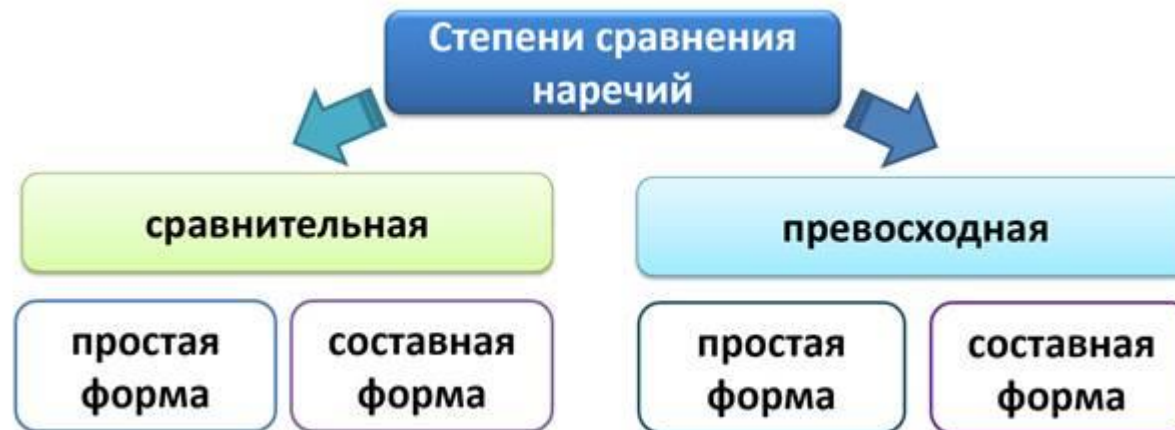 Степени сравнения
наречий
сравнительная
превосходная
простая
форма
составная
форма
простая
форма
составная
форма